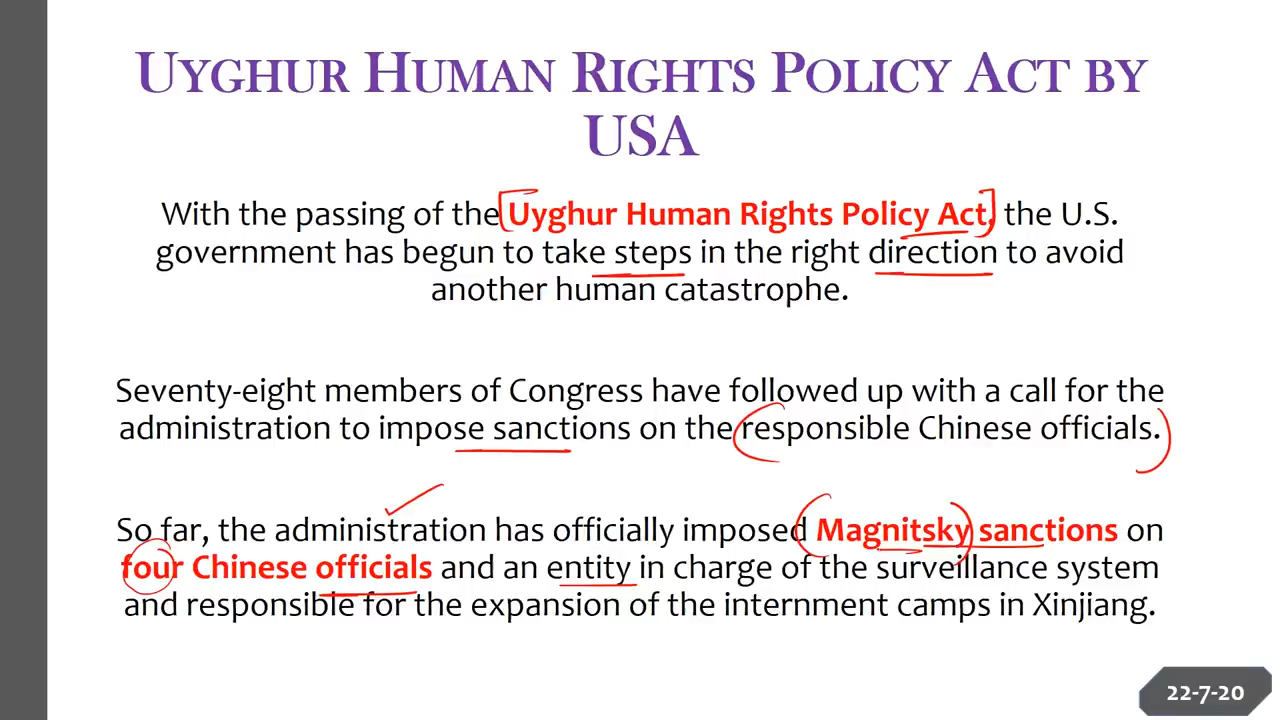 UYGHUR HUMAN RIGHTS POLICY ACT BY
USA
With the passing of the Uyghur Human Rights Policy Act, the U.S.
government has begun to take steps in the right direction to avoid
another human catastrophe.
Seventy-eight members of Congress have followed up with a call for the
administration to impose sanctions on the responsible Chinese officials.
So far, the administration has officially imposed Magnitsky sanctions on
four Chinese officials and an entity in charge of the surveillance system
and responsible for the expansion of the internment camps in Xinjiang.
22-7-20